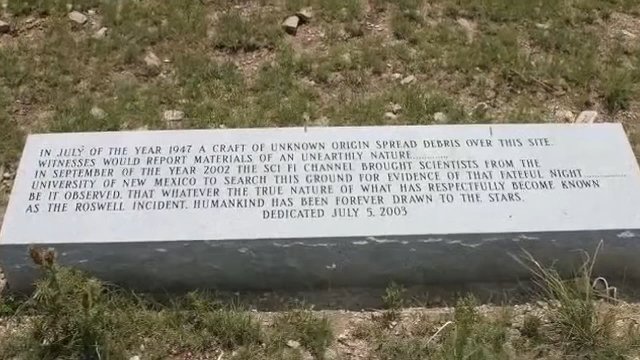 IN JULY OF THE YEAR 1947 A CRAFT OF UNKNOWN ORIGIN SPREAD DEBRIS OVER THIS SITE.
WITNESSES WOULD REPORT MATERIALS OF AN UNEARTHLY NATURE............
IN SEPTEMBER OF THE YEAR 2002 THE SCI FI CHANNEL BROUGHT SCIENTISTS FROM THE
UNIVERSITY OF NEW MEXICO TO SEARCH THIS GROUND FOR EVIDENCE OF THAT FATEFUL NIGHT............
BE IT OBSERVED, THAT WHATEVER THE TRUE NATURE OF WHAT HAS RESPECTFULLY BECOME KNOWN
AS THE ROSWELL INCIDENT, HUMANKIND HAS BEEN FOREVER DRAWN TO THE STARS.
DEDICATED JULY 5, 2003